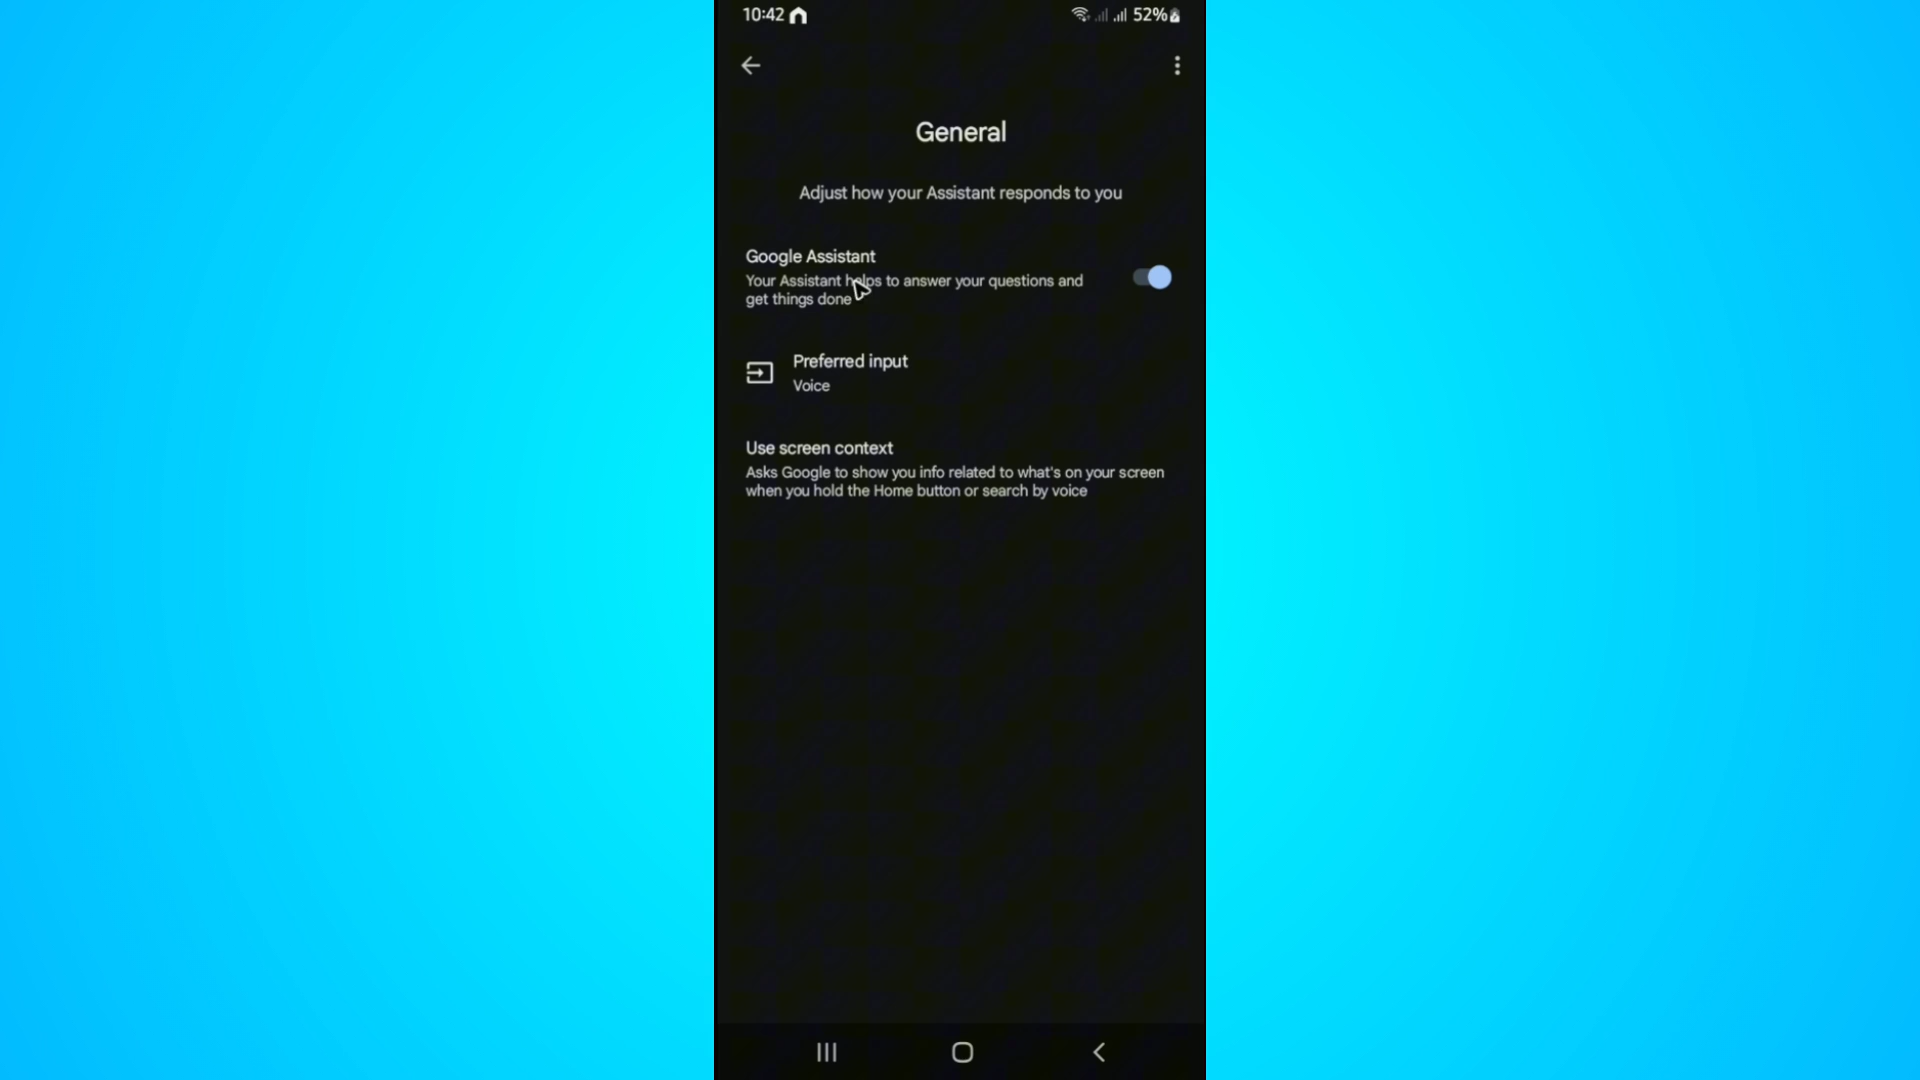 10:42 52%
General
Adjust how your Assistant responds to you
Google Assistant
Your Assistant helps to answer your questions and
get things done
Preferred input
Voice
Use screen context
Asks Google to show you info related to what's on your screen
when you hold the Home button or search by voice